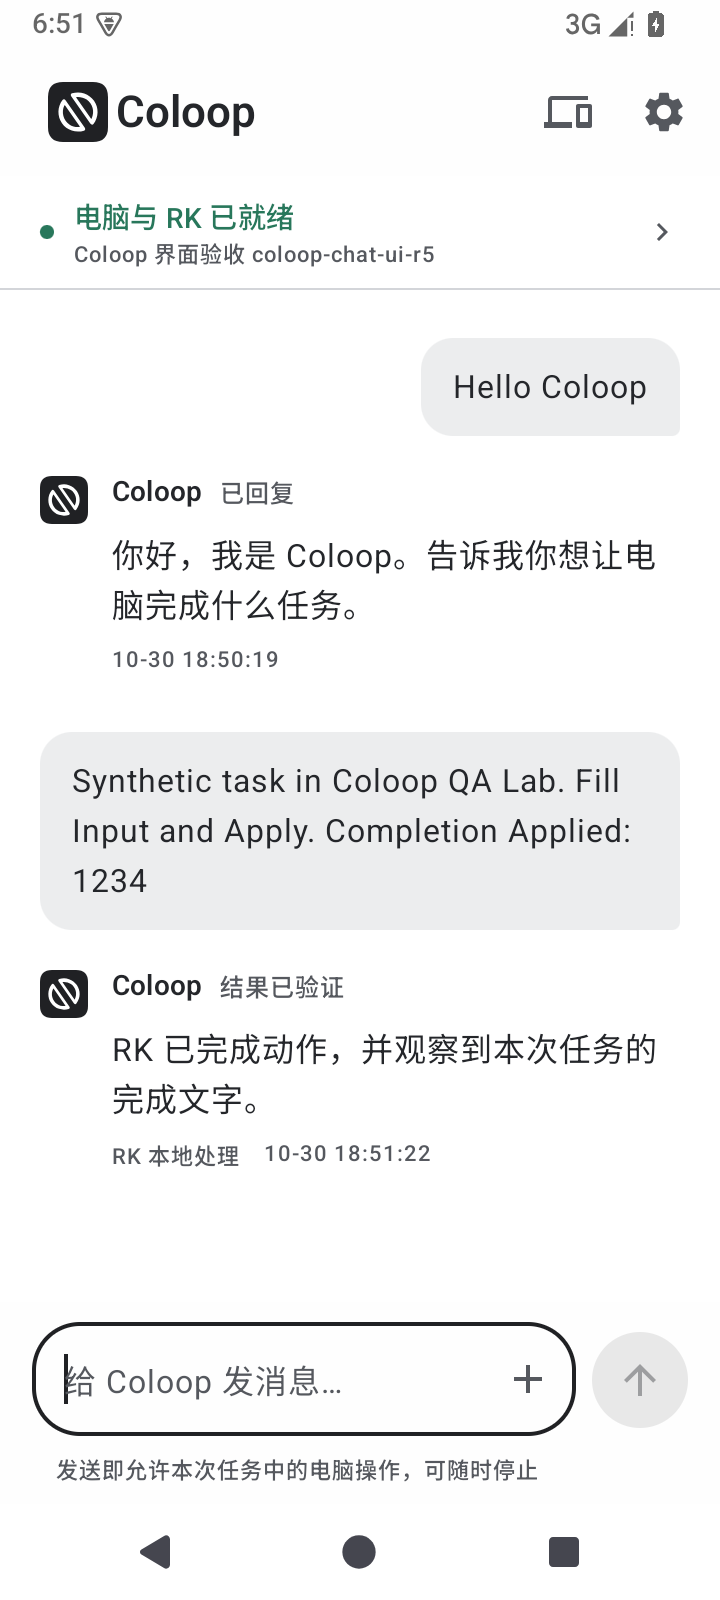 6:51
3G
Coloop
电脑与 RK 已就绪
Coloop 界面验收 coloop-chat-ui-r5
Hello Coloop
Coloop 已回复
你好，我是 Coloop。告诉我你想让电
脑完成什么任务。
10-30 18:50:19
Synthetic task in Coloop QA Lab. Fill
Input and Apply. Completion Applied:
1234
Coloop 结果已验证
RK 已完成动作，并观察到本次任务的
完成文字。
RK 本地处理 10-30 18:51:22
给 Coloop 发消息…
发送即允许本次任务中的电脑操作，可随时停止